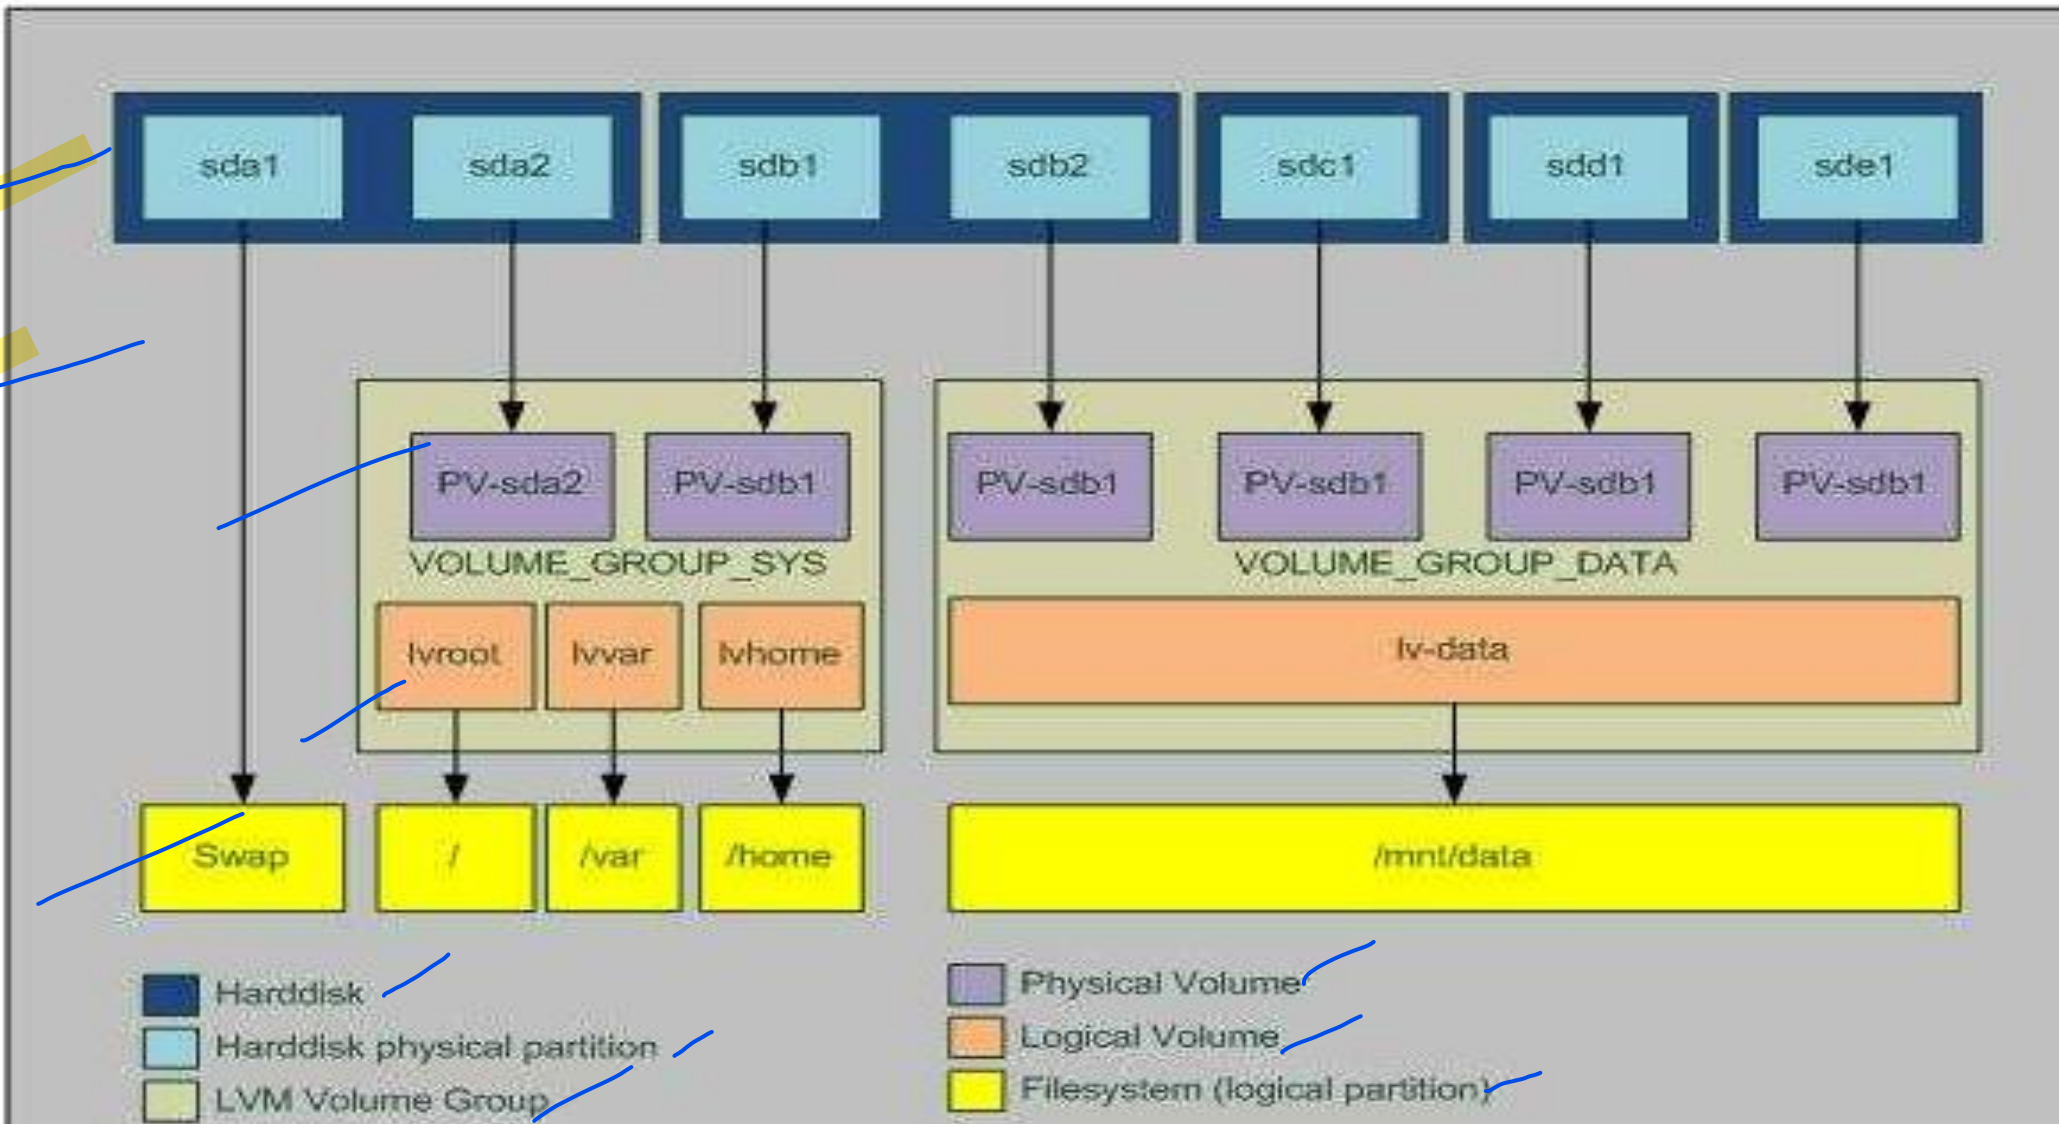 sda1 sda2 sdb1 sdb2 sdc1 sdd1 sde1
PV-sda2 PV-sdb1 PV-sdb1 PV-sdb1 PV-sdb1 PV-sdb1
VOLUME_GROUP_SYS VOLUME_GROUP_DATA
lvroot lvvar lvhome lv-data
Swap / /var /home /mnt/data
Harddisk
Harddisk physical partition
LVM Volume Group
Physical Volume
Logical Volume
Filesystem (logical partition)